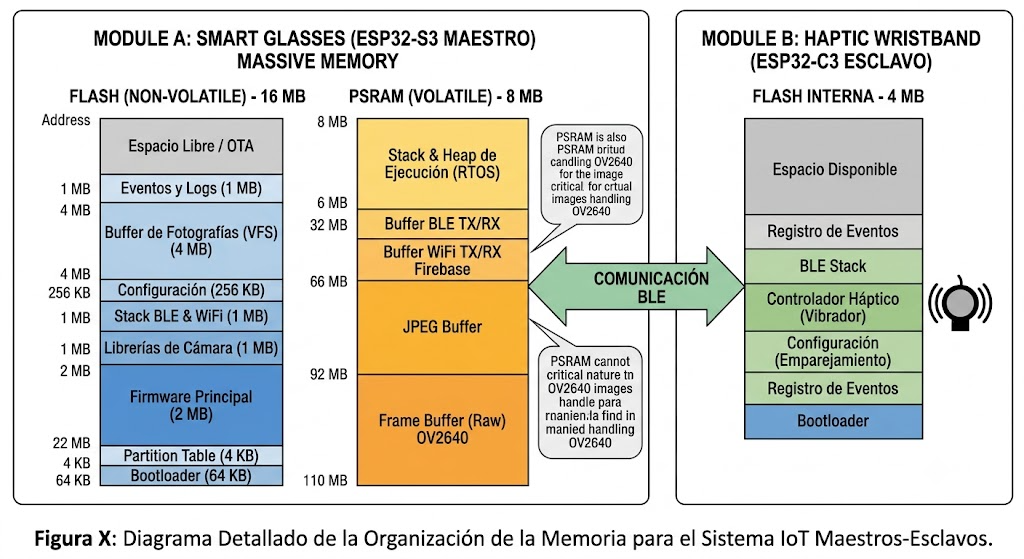 MODULE A: SMART GLASSES (ESP32-S3 MAESTRO)
MASSIVE MEMORY
FLASH (NON-VOLATILE) - 16 MB
Address
Espacio Libre / OTA
1 MB
Eventos y Logs (1 MB)
4 MB
Buffer de Fotografías (VFS)
(4 MB)
4 MB
256 KB
Configuración (256 KB)
1 MB
Stack BLE & WiFi (1 MB)
1 MB
Librerías de Cámara (1 MB)
2 MB
Firmware Principal
(2 MB)
22 MB
4 KB
Partition Table (4 KB)
64 KB
Bootloader (64 KB)
PSRAM (VOLATILE) - 8 MB
8 MB
Stack & Heap de
Ejecución (RTOS)
6 MB
32 MB
Buffer BLE TX/RX
Buffer WiFi TX/RX
Firebase
66 MB
JPEG Buffer
92 MB
Frame Buffer (Raw)
OV2640
110 MB
PSRAM is also
PSRAM britud
candling OV2640
for the image
critical for crtual
images handling
OV2640
PSRAM cannot
critical nature tn
OV2640 images
handle para
rnanien.la find in
manied handling
OV2640
COMUNICACIÓN
BLE
MODULE B: HAPTIC WRISTBAND
(ESP32-C3 ESCLAVO)
FLASH INTERNA - 4 MB
Espacio Disponible
Registro de Eventos
BLE Stack
Controlador Háptico
(Vibrador)
Configuración
(Emparejamiento)
Registro de Eventos
Bootloader
Figura X: Diagrama Detallado de la Organización de la Memoria para el Sistema IoT Maestros-Esclavos.